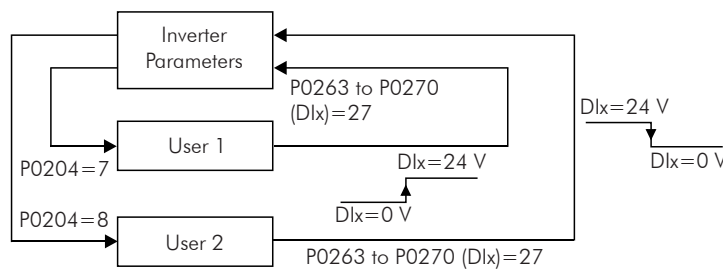 Inverter
Parameters
P0263 to P0270
(DIx)=27
DIx=24 V
User 1
DIx=0 V
P0204=7
DIx=24 V
DIx=0 V
P0204=8
User 2
P0263 to P0270 (DIx)=27